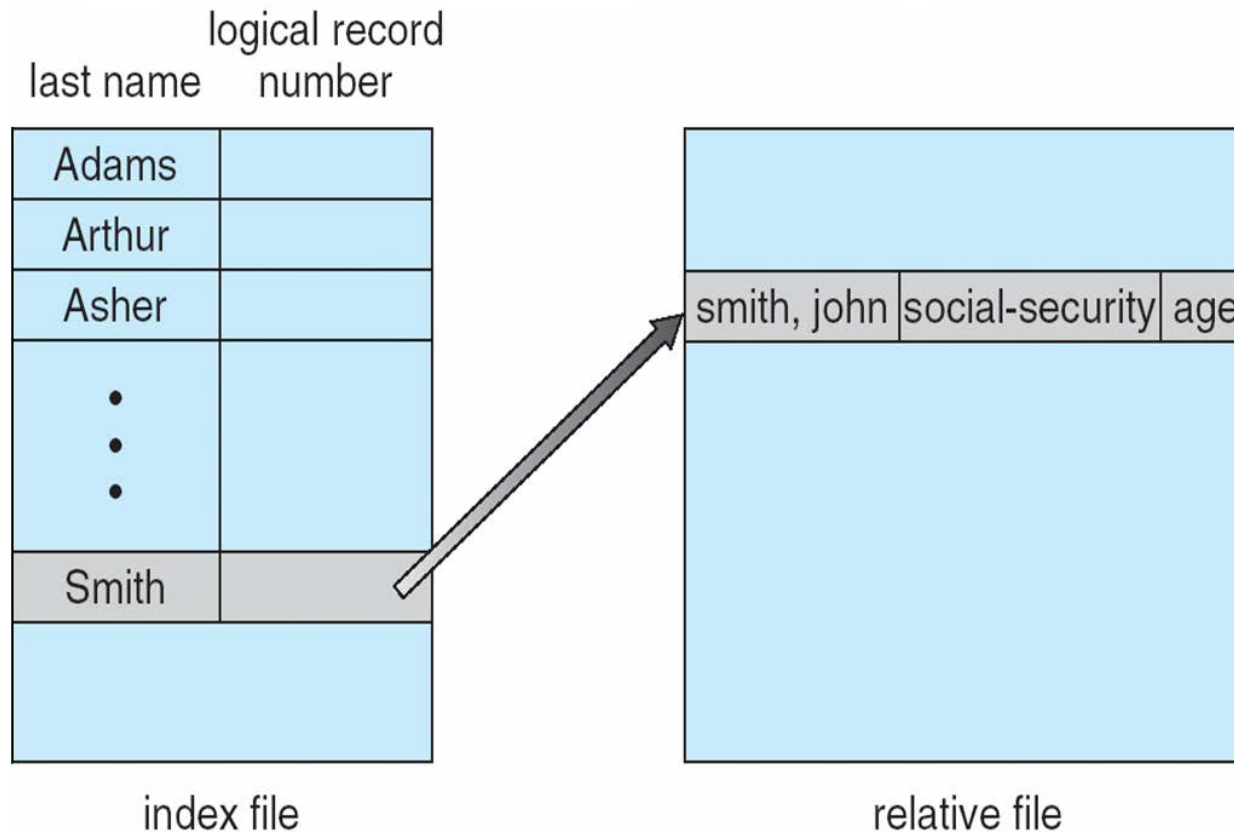 logical record
last name number
Adams
Arthur
Asher
smith, john social-security age
Smith
index file relative file